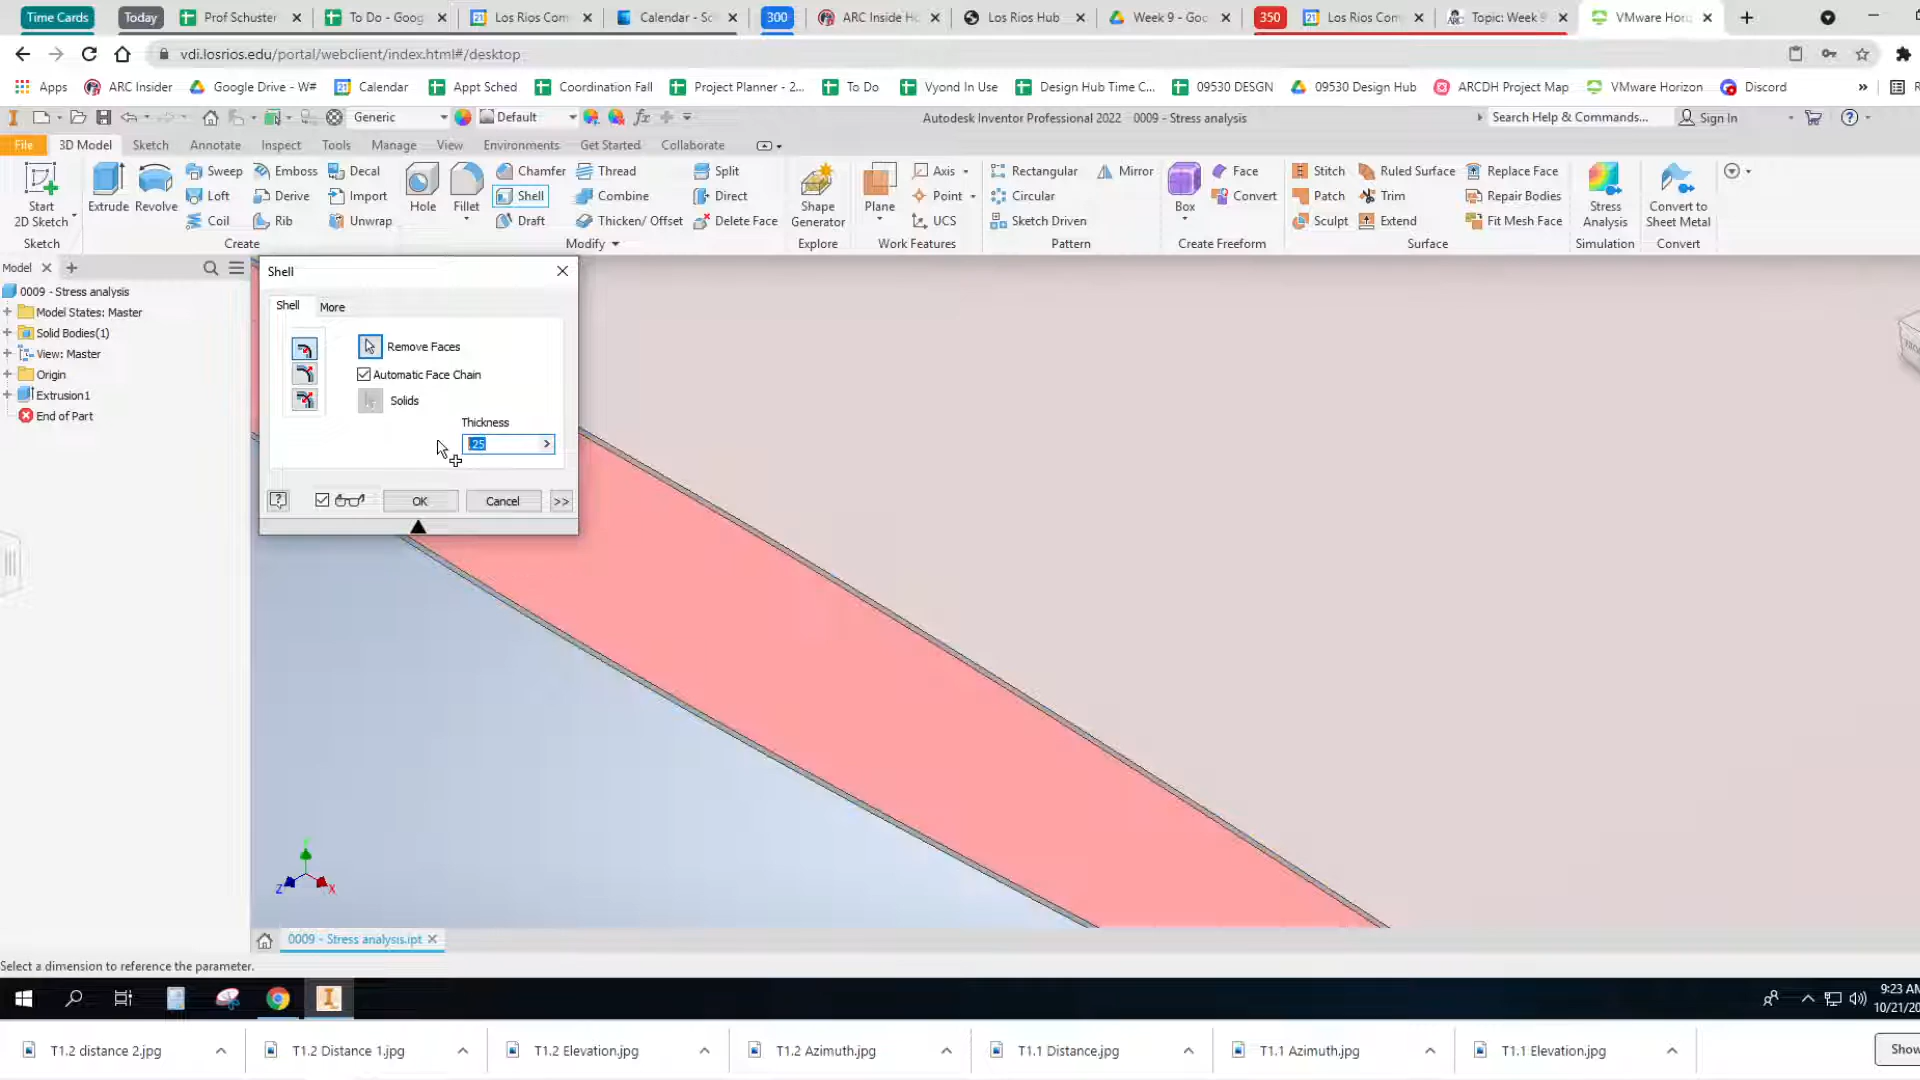 Time Cards Today Prof Schuster To Do - Goog Los Rios Com Calendar - Sc 300 ARC Inside Ho Los Rios Hub Week 9 - Goo 350 Los Rios Com Topic: Week 9 VMware Hori
vdi.losrios.edu/portal/webclient/index.html#/desktop
Apps ARC Insider Google Drive - W# Calendar Appt Sched Coordination Fall Project Planner - 2... To Do Vyond In Use Design Hub Time C... 09530 DESGN 09530 Design Hub ARCDH Project Map VMware Horizon Discord »
Generic Default fx Autodesk Inventor Professional 2022 0009 - Stress analysis Search Help & Commands... Sign In
File 3D Model Sketch Annotate Inspect Tools Manage View Environments Get Started Collaborate
Sweep Emboss Decal Chamfer Thread Split Axis Rectangular Mirror Face Stitch Ruled Surface Replace Face
Start 2D Sketch Extrude Revolve Loft Derive Import Hole Fillet Shell Combine Direct Shape Generator Plane Point Circular Box Convert Patch Trim Repair Bodies Stress Analysis Convert to Sheet Metal
Coil Rib Unwrap Draft Thicken/ Offset Delete Face UCS Sketch Driven Sculpt Extend Fit Mesh Face
Sketch Create Modify Explore Work Features Pattern Create Freeform Surface Simulation Convert
Model
0009 - Stress analysis
Model States: Master
Solid Bodies(1)
View: Master
Origin
Extrusion1
End of Part
Shell
Shell More
Remove Faces
Automatic Face Chain
Solids
Thickness
.25
OK Cancel >>
Z X
0009 - Stress analysis.ipt
Select a dimension to reference the parameter.
9:23 AM
10/21/20
T1.2 distance 2.jpg T1.2 Distance 1.jpg T1.2 Elevation.jpg T1.2 Azimuth.jpg T1.1 Distance.jpg T1.1 Azimuth.jpg T1.1 Elevation.jpg Show